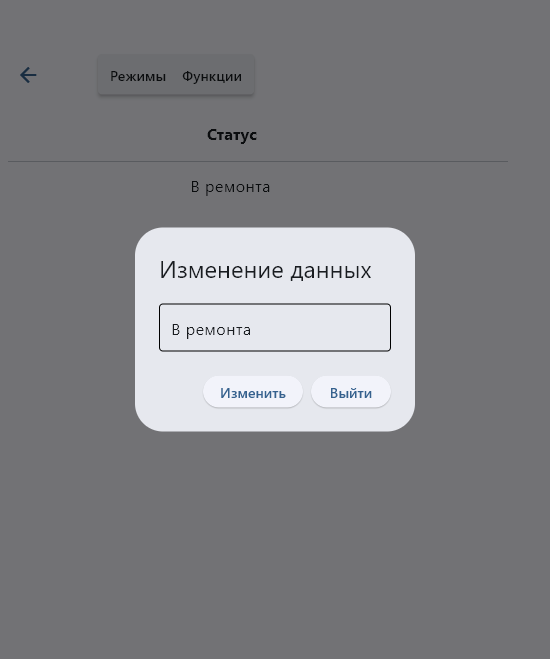 Режимы Функции
Статус
В ремонта
Изменение данных
В ремонта
Изменить Выйти